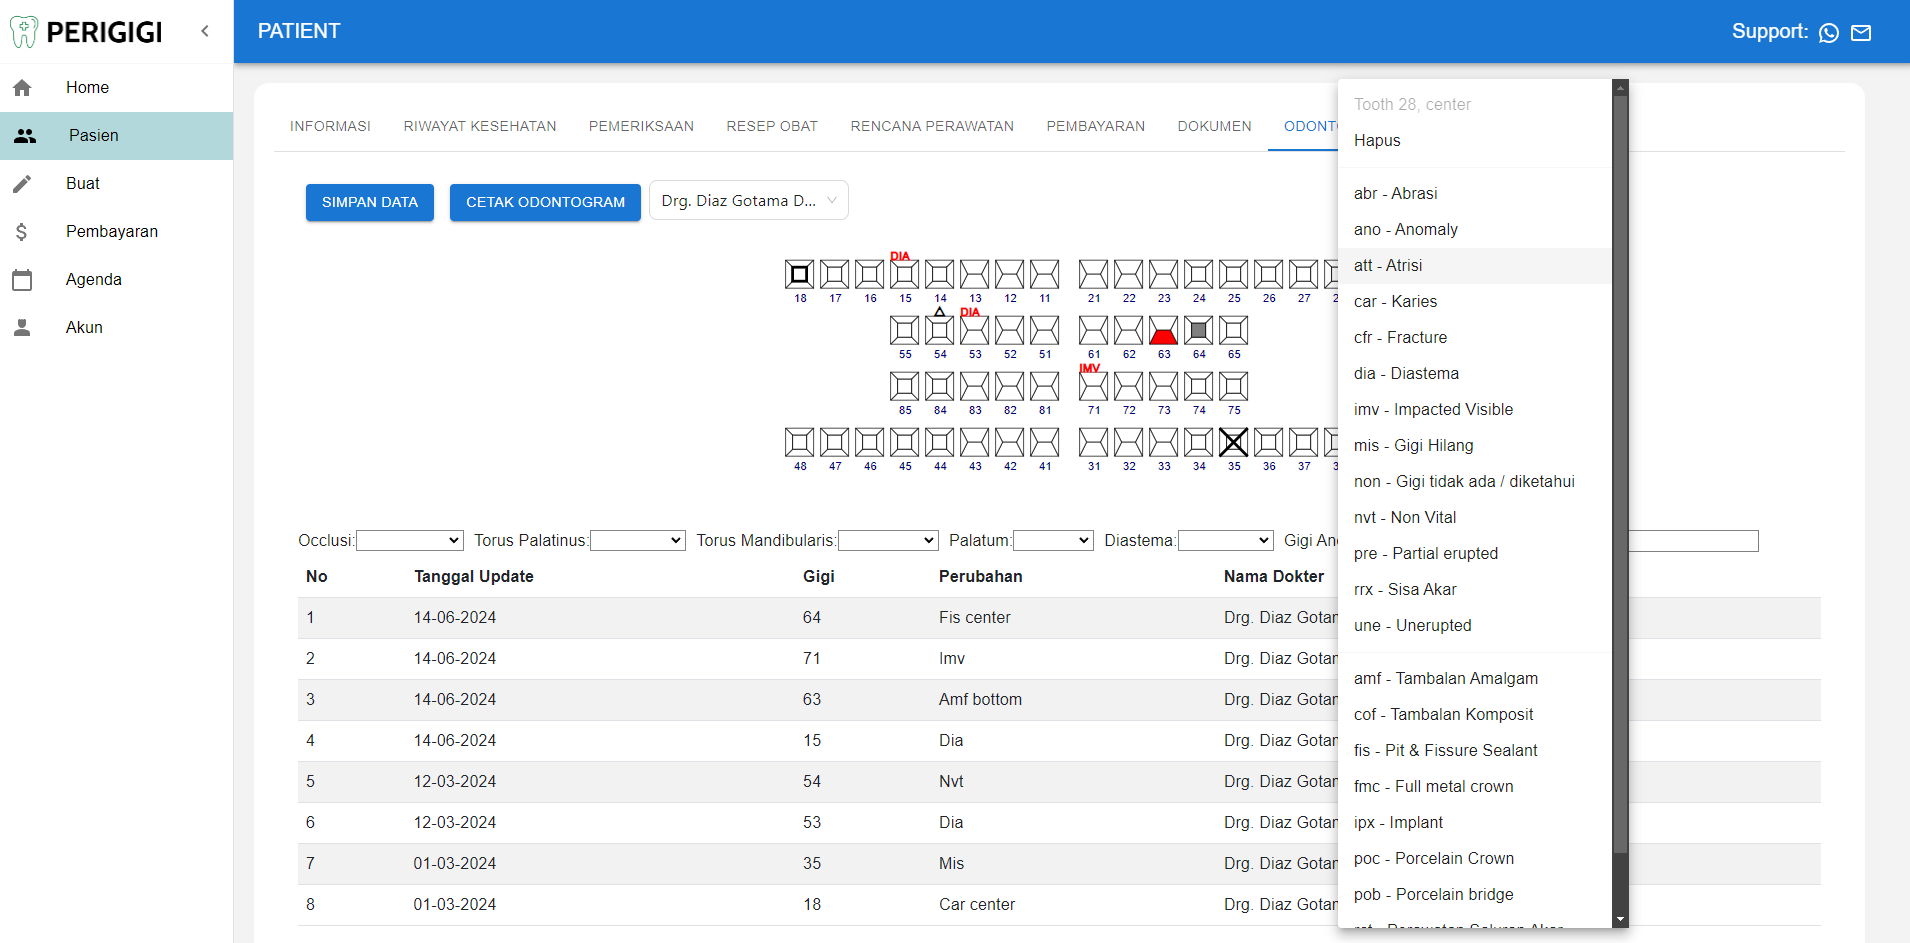 PERIGIGI
PATIENT
Support:
Home
Pasien
Buat
Pembayaran
Agenda
Akun
INFORMASI RIWAYAT KESEHATAN PEMERIKSAAN RESEP OBAT RENCANA PERAWATAN PEMBAYARAN DOKUMEN ODONT
SIMPAN DATA CETAK ODONTOGRAM Drg. Diaz Gotama D...
DIA
18 17 16 15 14 13 12 11 21 22 23 24 25 26 27 2
DIA
55 54 53 52 51 61 62 63 64 65
IMV
85 84 83 82 81 71 72 73 74 75
48 47 46 45 44 43 42 41 31 32 33 34 35 36 37 3
Occlusi: Torus Palatinus: Torus Mandibularis: Palatum: Diastema: Gigi An
No Tanggal Update Gigi Perubahan Nama Dokter
1 14-06-2024 64 Fis center Drg. Diaz Gotam
2 14-06-2024 71 Imv Drg. Diaz Gotam
3 14-06-2024 63 Amf bottom Drg. Diaz Gotam
4 14-06-2024 15 Dia Drg. Diaz Gotam
5 12-03-2024 54 Nvt Drg. Diaz Gotam
6 12-03-2024 53 Dia Drg. Diaz Gotam
7 01-03-2024 35 Mis Drg. Diaz Gotam
8 01-03-2024 18 Car center Drg. Diaz Gotam
Tooth 28, center
Hapus
abr - Abrasi
ano - Anomaly
att - Atrisi
car - Karies
cfr - Fracture
dia - Diastema
imv - Impacted Visible
mis - Gigi Hilang
non - Gigi tidak ada / diketahui
nvt - Non Vital
pre - Partial erupted
rrx - Sisa Akar
une - Unerupted
amf - Tambalan Amalgam
cof - Tambalan Komposit
fis - Pit & Fissure Sealant
fmc - Full metal crown
ipx - Implant
poc - Porcelain Crown
pob - Porcelain bridge